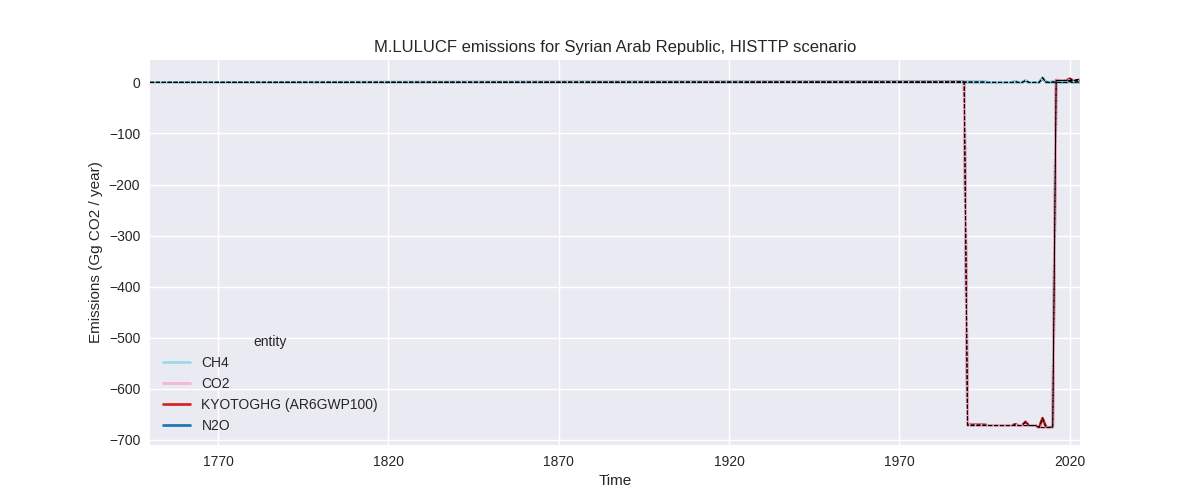 M.LULUCF emissions for Syrian Arab Republic, HISTTP scenario
Emissions (Gg CO2 / year)
0
−100
−200
−300
−400
−500
−600
−700
entity
CH4
CO2
KYOTOGHG (AR6GWP100)
N2O
1770 1820 1870 1920 1970 2020
Time